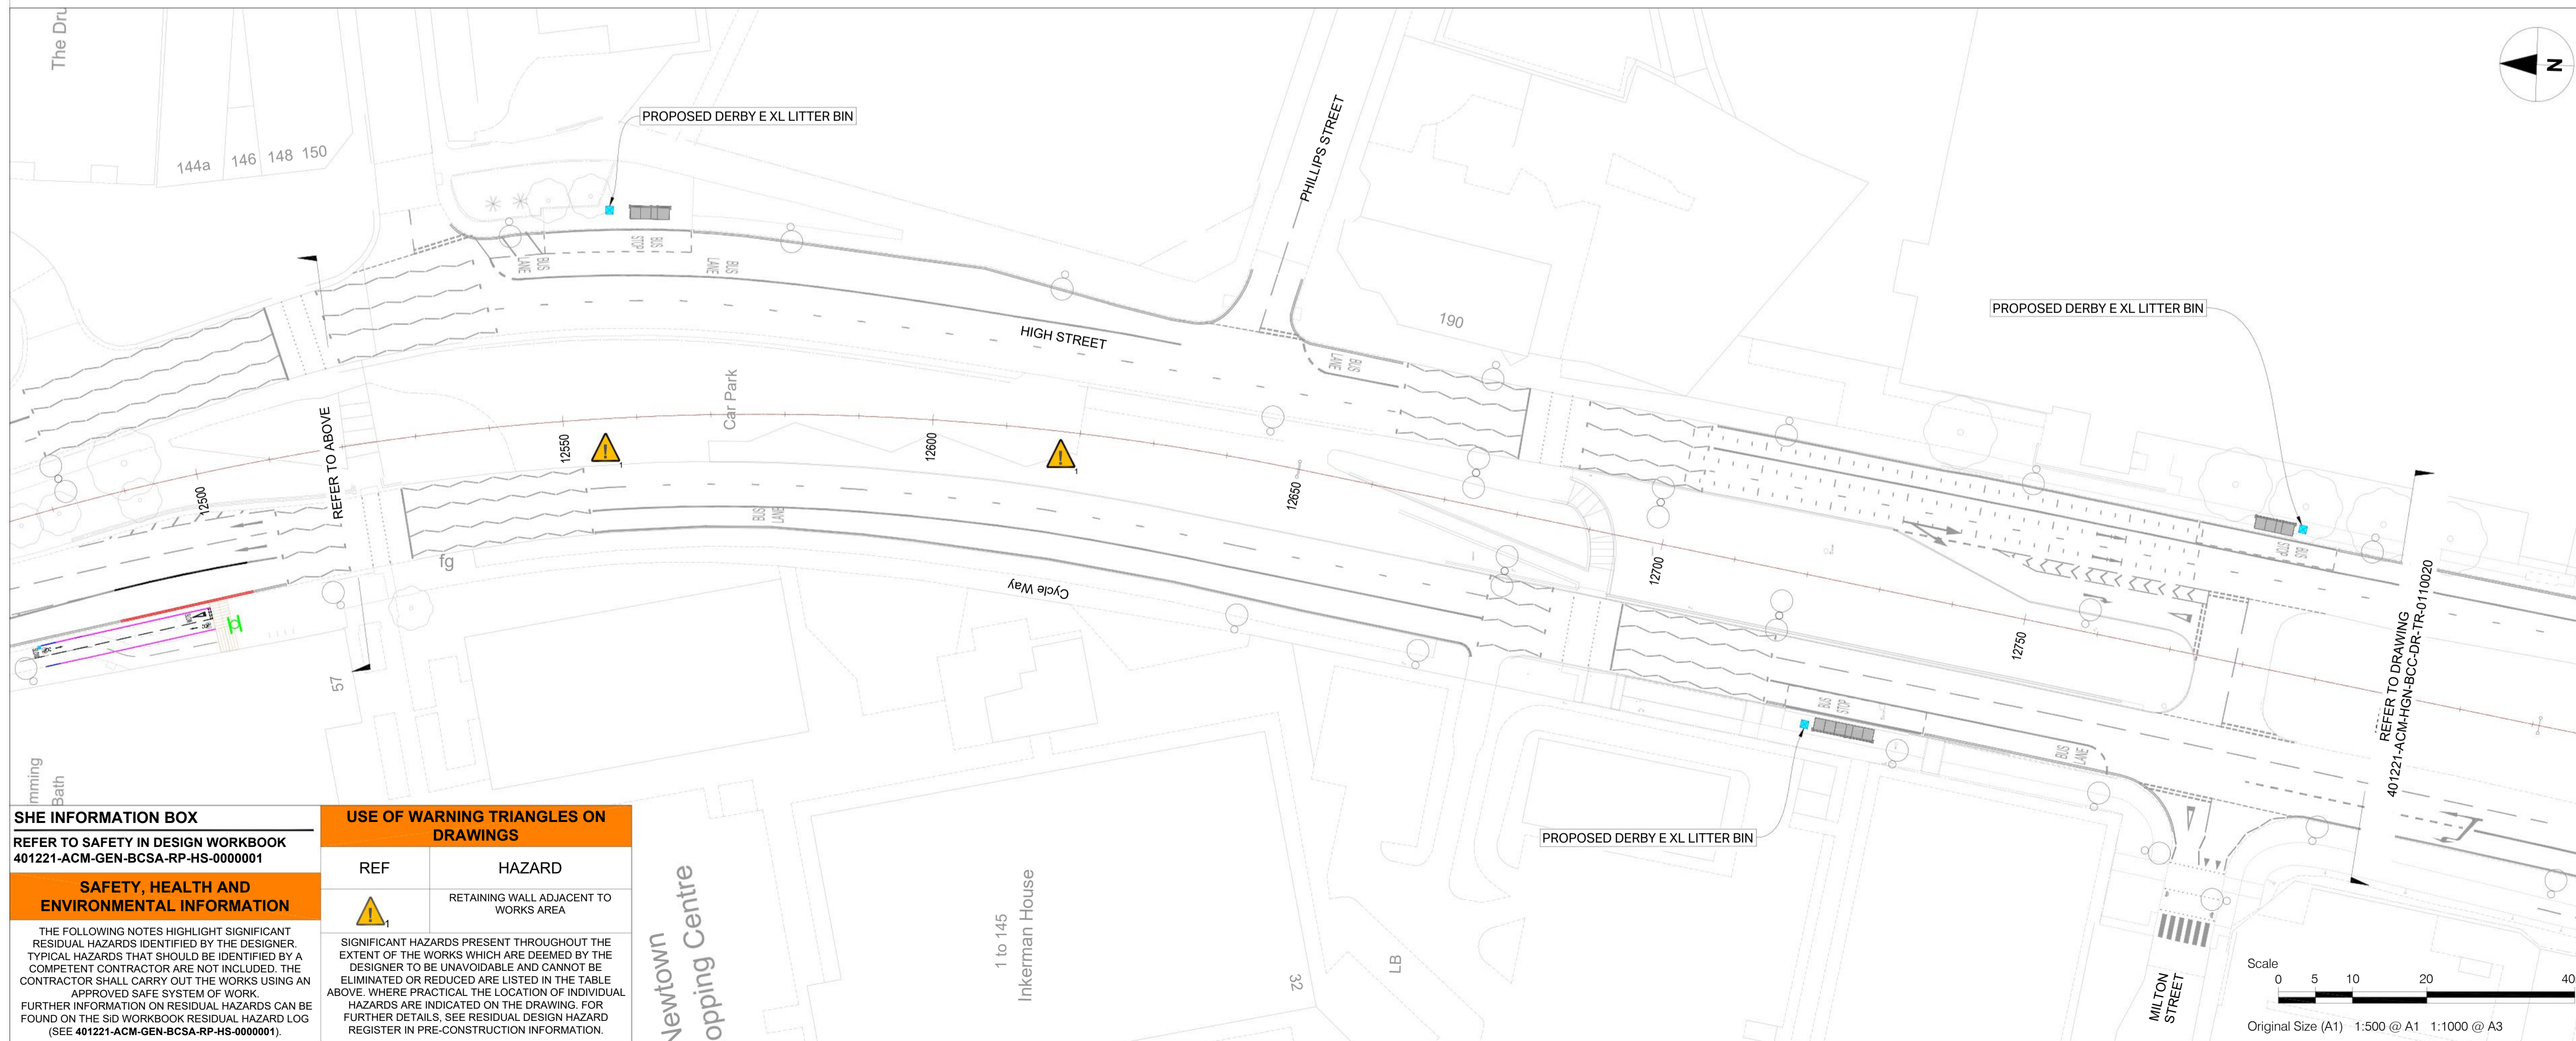 The Dru
N
PROPOSED DERBY E XL LITTER BIN
144a
146
148
150
PHILLIPS STREET
BUS
STOP
BUS
LANE
BUS
LANE
HIGH STREET
190
PROPOSED DERBY E XL LITTER BIN
BUS
LANE
Car Park
REFER TO ABOVE
12500
12550
1
12600
1
12650
12700
12750
BUS
LANE
fg
Cycle Way
BUS
STOP
57
BUS
STOP
BUS
LANE
REFER TO DRAWING
401221-ACM-HGN-BCC-DR-TR-0110020
PROPOSED DERBY E XL LITTER BIN
mming
Bath
Newtown
opping Centre
1 to 145
Inkerman House
32
LB
MILTON
STREET
SHE INFORMATION BOX
REFER TO SAFETY IN DESIGN WORKBOOK
401221-ACM-GEN-BCSA-RP-HS-0000001
SAFETY, HEALTH AND
ENVIRONMENTAL INFORMATION
THE FOLLOWING NOTES HIGHLIGHT SIGNIFICANT
RESIDUAL HAZARDS IDENTIFIED BY THE DESIGNER.
TYPICAL HAZARDS THAT SHOULD BE IDENTIFIED BY A
COMPETENT CONTRACTOR ARE NOT INCLUDED. THE
CONTRACTOR SHALL CARRY OUT THE WORKS USING AN
APPROVED SAFE SYSTEM OF WORK.
FURTHER INFORMATION ON RESIDUAL HAZARDS CAN BE
FOUND ON THE SiD WORKBOOK RESIDUAL HAZARD LOG
(SEE 401221-ACM-GEN-BCSA-RP-HS-0000001).
USE OF WARNING TRIANGLES ON
DRAWINGS
REF HAZARD
1
RETAINING WALL ADJACENT TO
WORKS AREA
SIGNIFICANT HAZARDS PRESENT THROUGHOUT THE
EXTENT OF THE WORKS WHICH ARE DEEMED BY THE
DESIGNER TO BE UNAVOIDABLE AND CANNOT BE
ELIMINATED OR REDUCED ARE LISTED IN THE TABLE
ABOVE. WHERE PRACTICAL THE LOCATION OF INDIVIDUAL
HAZARDS ARE INDICATED ON THE DRAWING. FOR
FURTHER DETAILS, SEE RESIDUAL DESIGN HAZARD
REGISTER IN PRE-CONSTRUCTION INFORMATION.
Scale
0 5 10 20 40
Original Size (A1) 1:500 @ A1 1:1000 @ A3